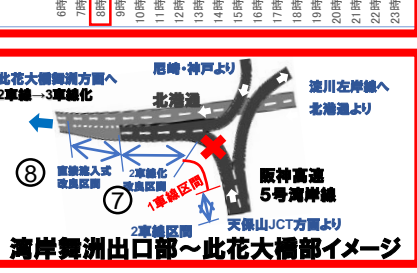 6時 7時 8時 9時 10時 11時 12時 13時 14時 15時 16時 17時 18時 19時 20時 21時 22時 23時
尼崎・神戸より
此花大橋舞洲方面へ
2車線→3車線化
北港通
淀川左岸線へ
北港通より
直接流入式
改良区間
2車線化
改良区間
⑧
⑦
1車線区間
阪神高速
5号湾岸線
2車線区間
天保山JCT方面より
湾岸舞洲出口部～此花大橋部イメージ